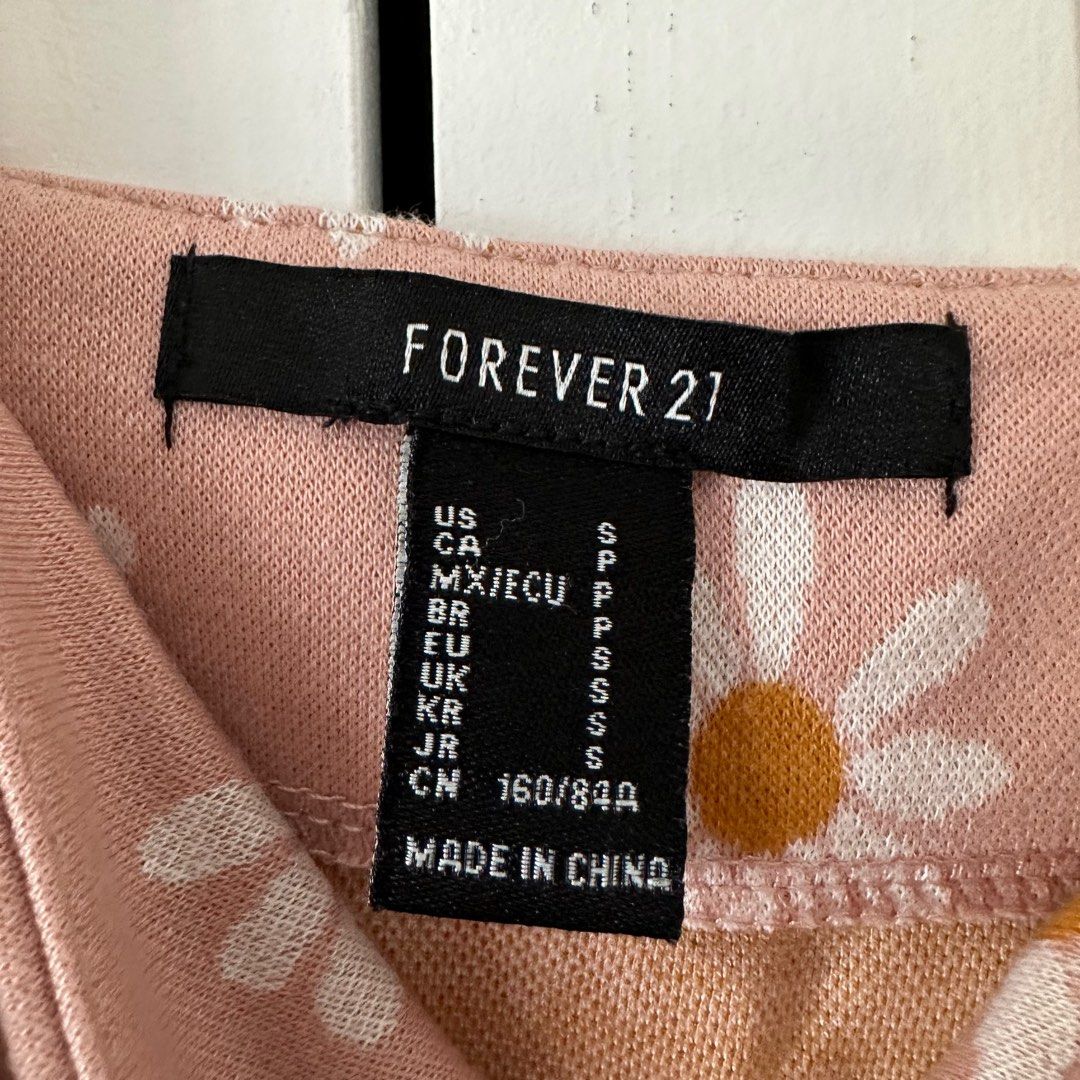 FOREVER 21
US S
CA P
MX/ECU P
BR P
EU S
UK S
KR S
JR S
CN 160/84A
MADE IN CHINA